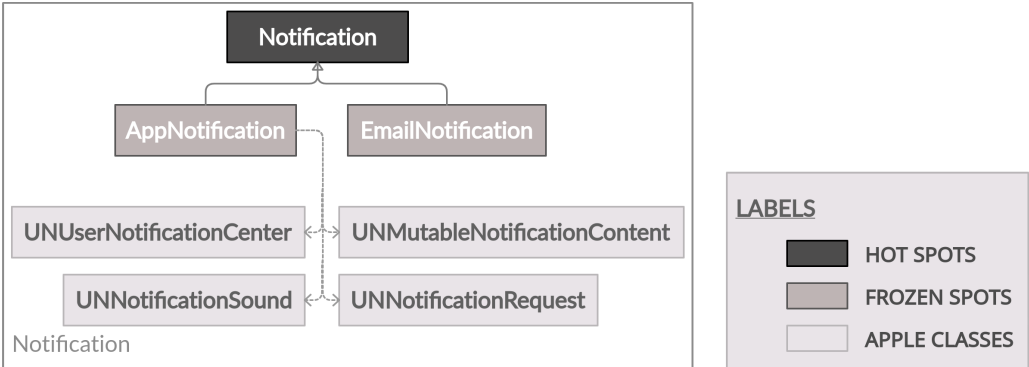 Notification
AppNotification
EmailNotification
UNUserNotificationCenter
UNMutableNotificationContent
UNNotificationSound
UNNotificationRequest
Notification
LABELS
HOT SPOTS
FROZEN SPOTS
APPLE CLASSES